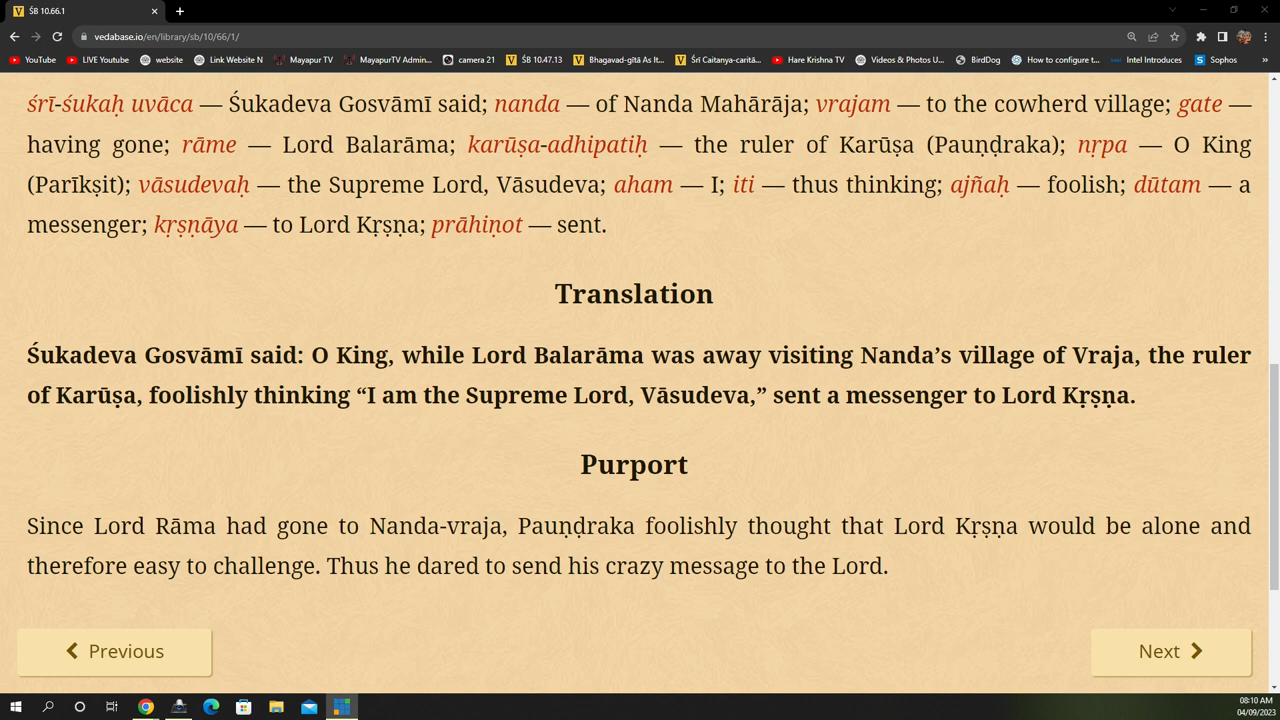 ŚB 10.66.1
vedabase.io/en/library/sb/10/66/1/
YouTube LIVE Youtube website Link Website N Mayapur TV MayapurTV Admin... camera 21 ŚB 10.47.13 Bhagavad-gītā As It... Śrī Caitanya-caritā... Hare Krishna TV Videos & Photos U... BirdDog How to configure t... Intel Introduces Sophos »
śrī-śukaḥ uvāca — Śukadeva Gosvāmī said; nanda — of Nanda Mahārāja; vrajam — to the cowherd village; gate —
having gone; rāme — Lord Balarāma; karūṣa-adhipatiḥ — the ruler of Karūṣa (Pauṇḍraka); nṛpa — O King
(Parīkṣit); vāsudevaḥ — the Supreme Lord, Vāsudeva; aham — I; iti — thus thinking; ajñaḥ — foolish; dūtam — a
messenger; kṛṣṇāya — to Lord Kṛṣṇa; prāhiṇot — sent.
Translation
Śukadeva Gosvāmī said: O King, while Lord Balarāma was away visiting Nanda’s village of Vraja, the ruler
of Karūṣa, foolishly thinking “I am the Supreme Lord, Vāsudeva,” sent a messenger to Lord Kṛṣṇa.
Purport
Since Lord Rāma had gone to Nanda-vraja, Pauṇḍraka foolishly thought that Lord Kṛṣṇa would be alone and
therefore easy to challenge. Thus he dared to send his crazy message to the Lord.
Previous Next
08:10 AM
04/09/2023